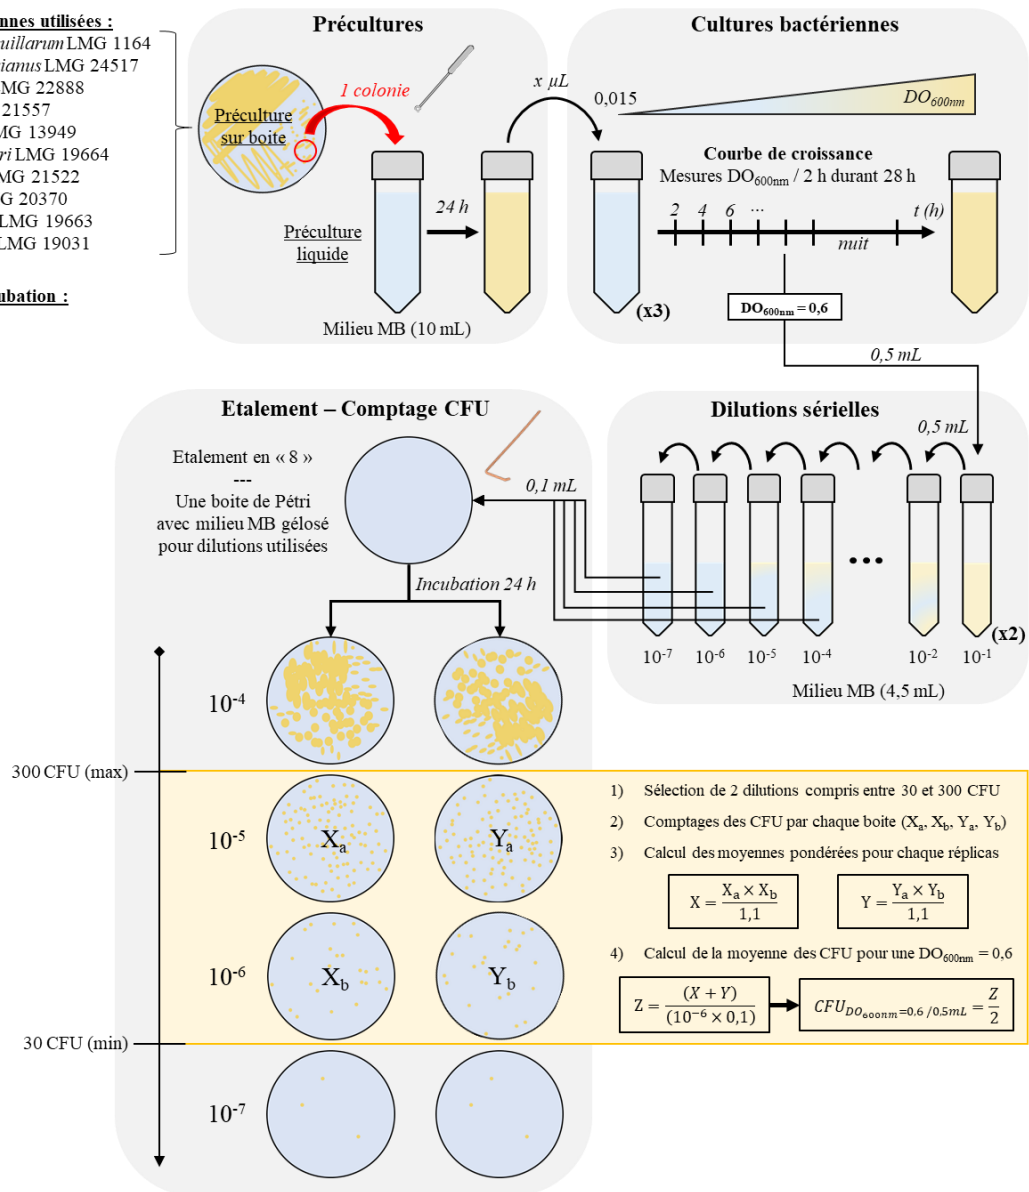 nnes utilisées :
uillarum LMG 1164
ianus LMG 24517
LMG 22888
21557
MG 13949
ri LMG 19664
MG 21522
G 20370
LMG 19663
LMG 19031
ubation :
Précultures
Préculture
sur boite
1 colonie
24 h
Préculture
liquide
Milieu MB (10 mL)
x µL
Cultures bactériennes
0,015
DO600nm
Courbe de croissance
Mesures DO600nm / 2 h durant 28 h
2 4 6 ... t (h)
nuit
(x3)
DO600nm = 0,6
0,5 mL
Dilutions sérielles
0,5 mL
(x2)
10-7 10-6 10-5 10-4 ••• 10-2 10-1
Milieu MB (4,5 mL)
Etalement – Comptage CFU
Etalement en « 8 »
---
Une boite de Pétri
avec milieu MB gélosé
pour dilutions utilisées
0,1 mL
Incubation 24 h
10-4
300 CFU (max)
10-5
Xa Ya
10-6
Xb Yb
30 CFU (min)
10-7
1) Sélection de 2 dilutions compris entre 30 et 300 CFU
2) Comptages des CFU par chaque boite (Xa, Xb, Ya, Yb)
3) Calcul des moyennes pondérées pour chaque réplicas
X = Xa × Xb / 1,1
Y = Ya × Yb / 1,1
4) Calcul de la moyenne des CFU pour une DO600nm = 0,6
Z = (X + Y) / (10-6 × 0,1)
CFU DO600nm=0.6 /0.5mL = Z / 2